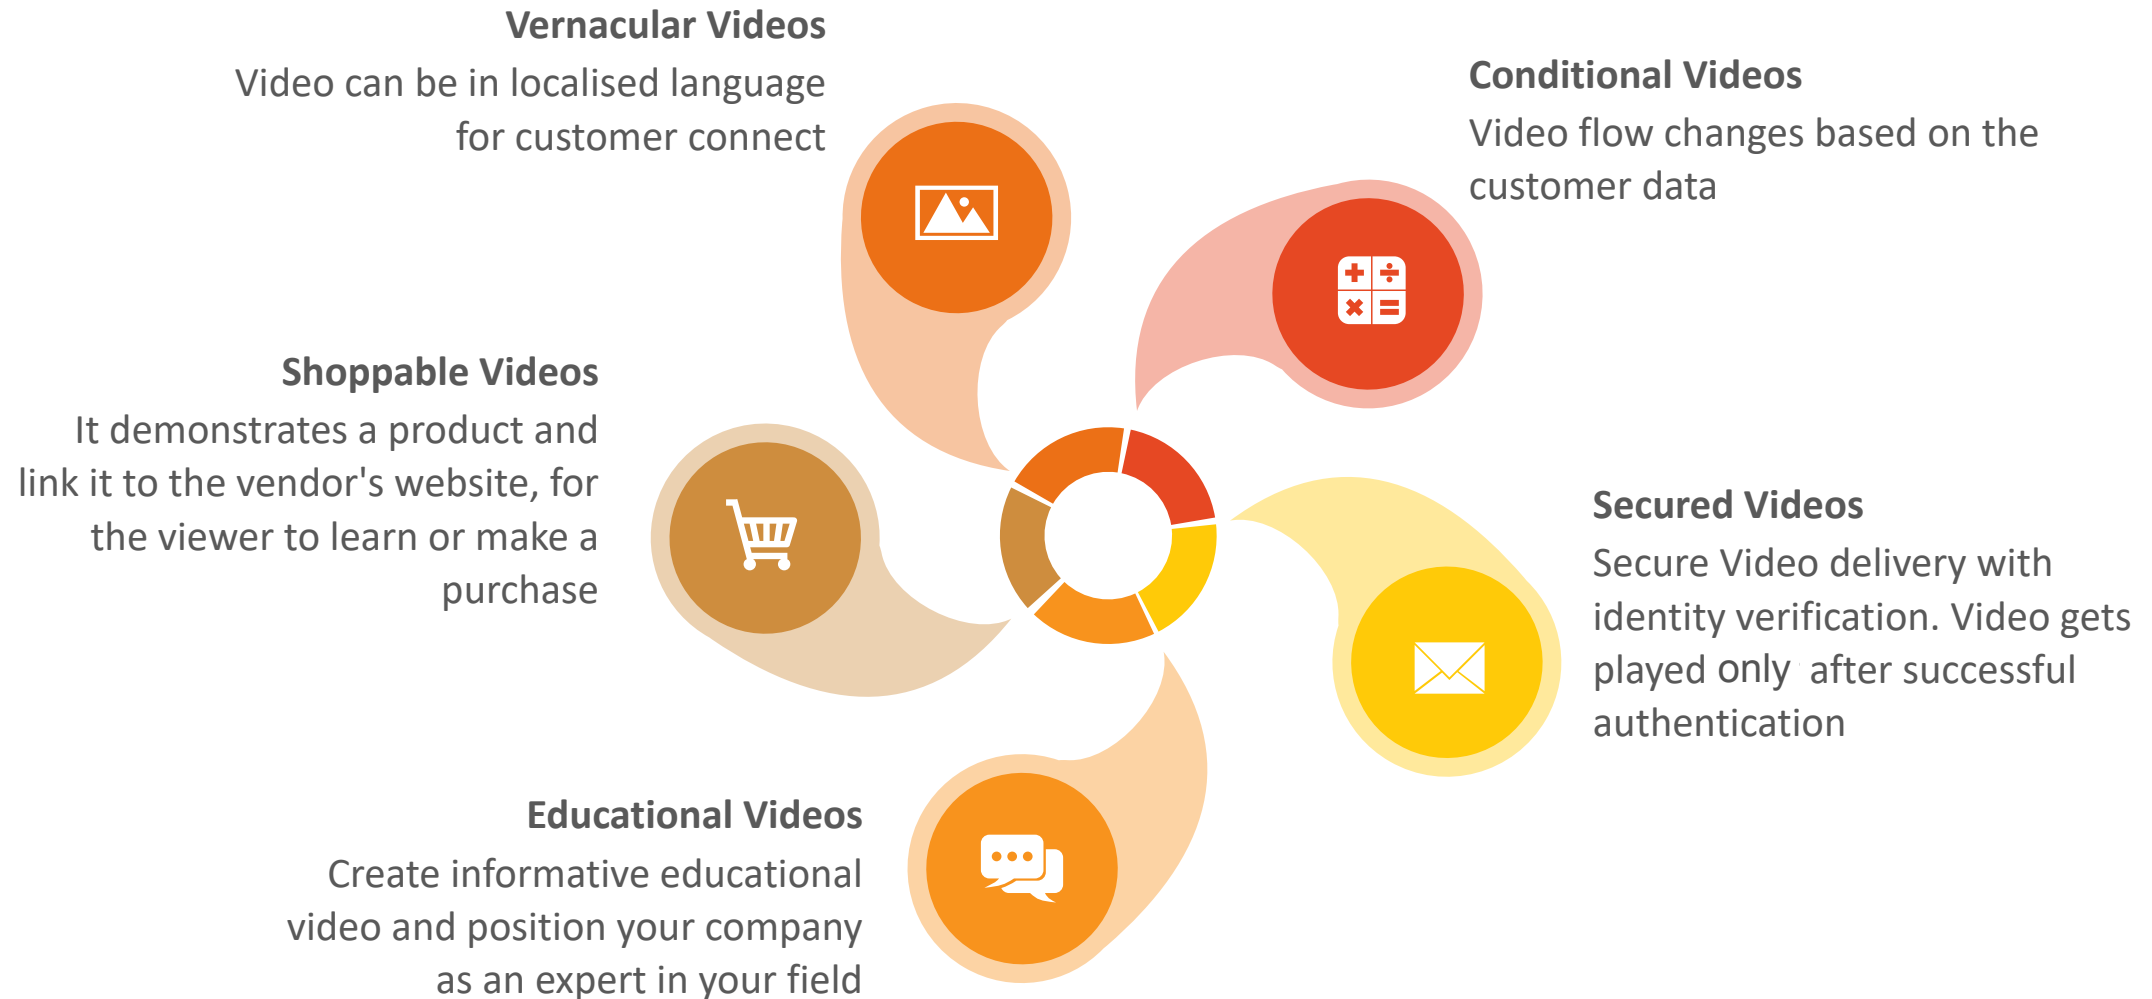 Vernacular Videos
Video can be in localised language
for customer connect
Conditional Videos
Video flow changes based on the
customer data
Shoppable Videos
It demonstrates a product and
link it to the vendor's website, for
the viewer to learn or make a
purchase
Secured Videos
Secure Video delivery with
identity verification. Video gets
played only after successful
authentication
Educational Videos
Create informative educational
video and position your company
as an expert in your field